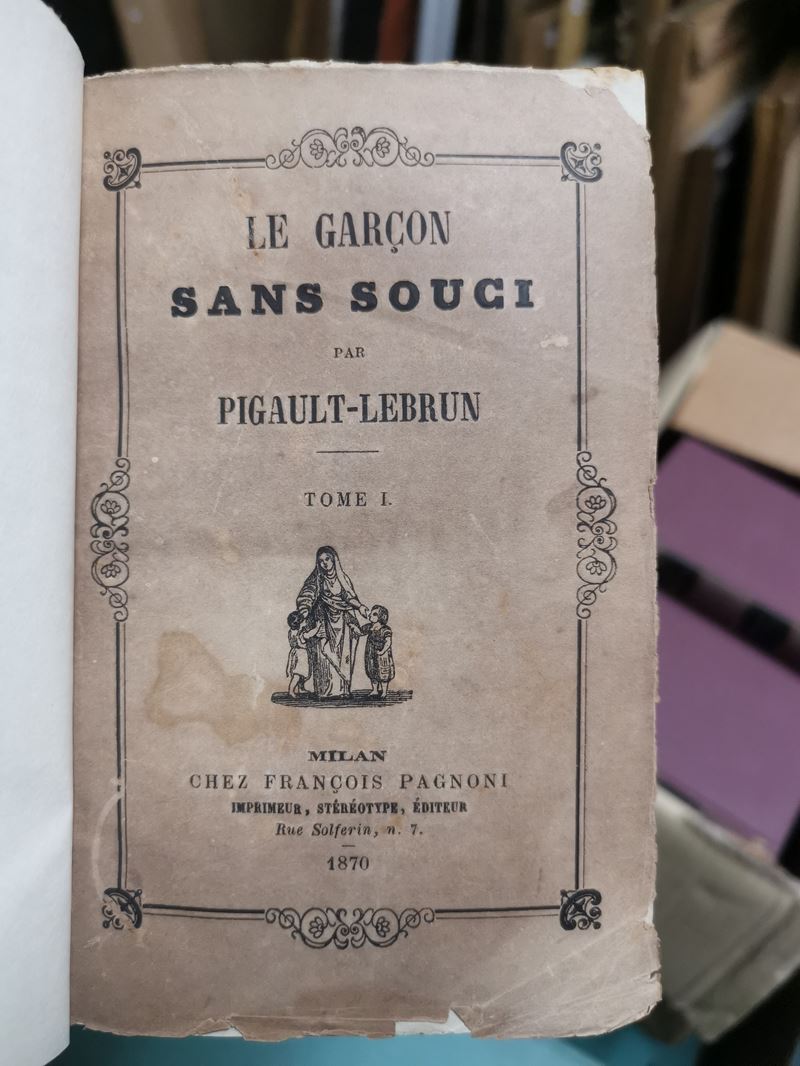 LE GARÇON
SANS SOUCI
PAR
PIGAULT-LEBRUN
TOME I.
MILAN
CHEZ FRANÇOIS PAGNONI
IMPRIMEUR, STÉRÉOTYPE, ÉDITEUR
Rue Solferin, n. 7.
1870